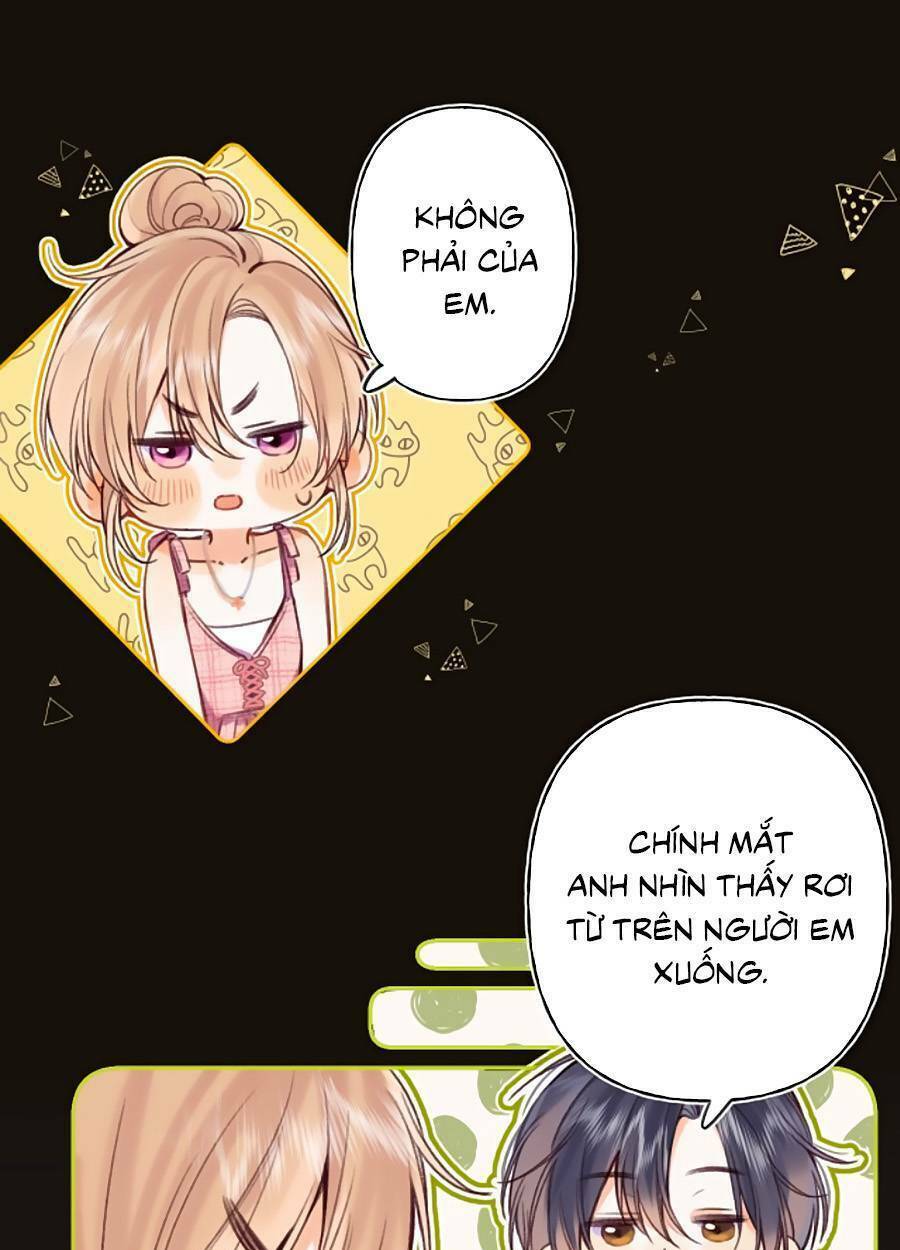 KHÔNG
PHẢI CỦA
EM.
CHÍNH MẮT
ANH NHÌN THẤY RƠI
TỪ TRÊN NGƯỜI EM
XUỐNG.